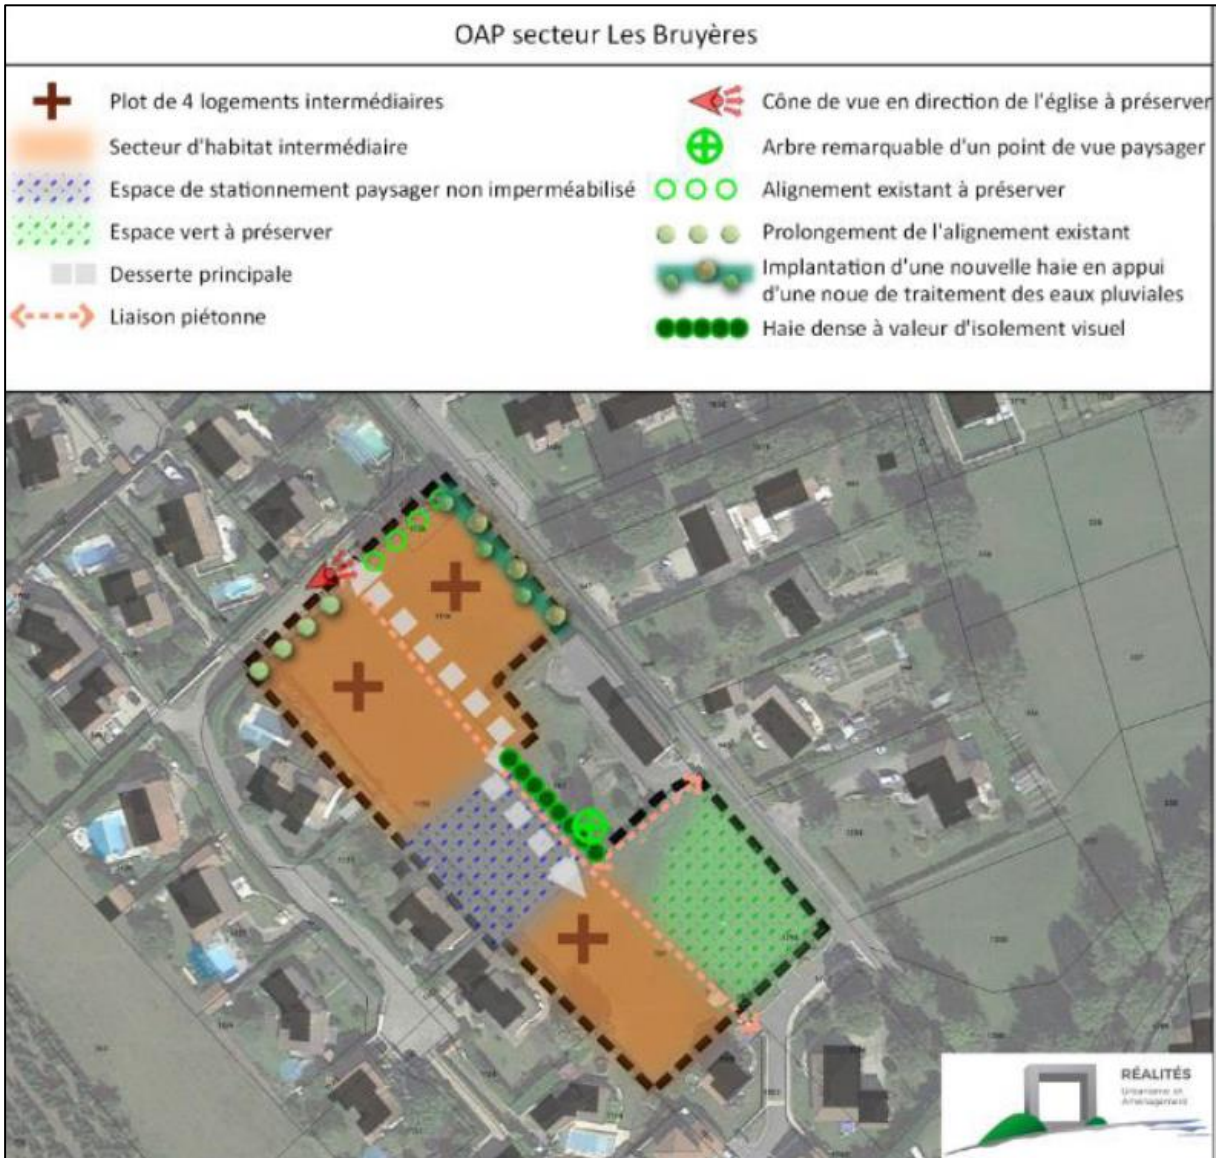 OAP secteur Les Bruyères
Plot de 4 logements intermédiaires
Secteur d'habitat intermédiaire
Espace de stationnement paysager non imperméabilisé
Espace vert à préserver
Desserte principale
Liaison piétonne
Cône de vue en direction de l'église à préserver
Arbre remarquable d'un point de vue paysager
Alignement existant à préserver
Prolongement de l'alignement existant
Implantation d'une nouvelle haie en appui
d'une noue de traitement des eaux pluviales
Haie dense à valeur d'isolement visuel
RÉALITÉS
Urbanisme et
Aménagement